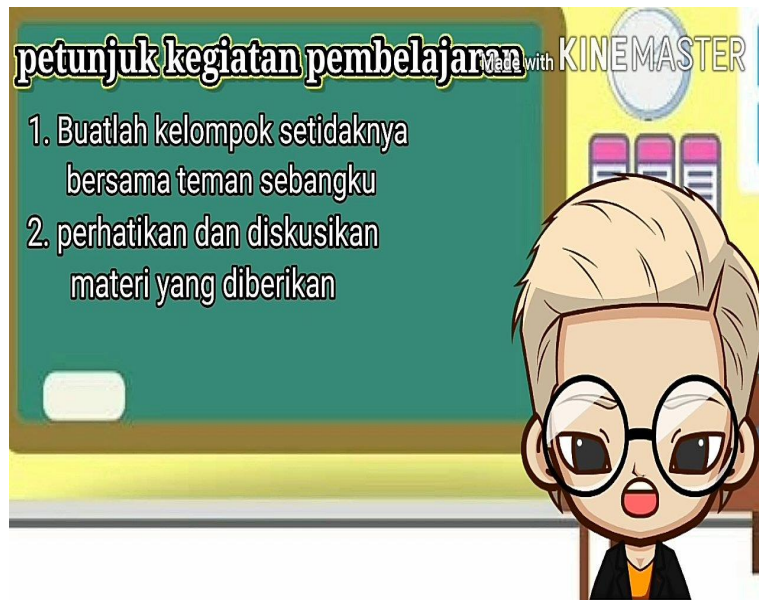 petunjuk kegiatan pembelajaran
Made with KINEMASTER
1. Buatlah kelompok setidaknya
bersama teman sebangku
2. perhatikan dan diskusikan
materi yang diberikan